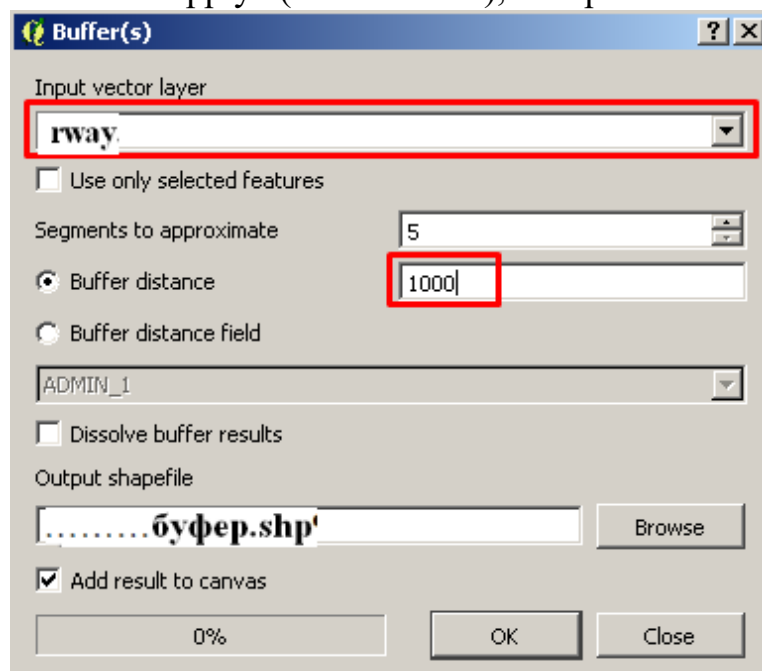 Buffer(s)
Input vector layer
rway.
Use only selected features
Segments to approximate 5
Buffer distance 1000
Buffer distance field
ADMIN_1
Dissolve buffer results
Output shapefile
.........буфер.shp
Browse
Add result to canvas
0% OK Close